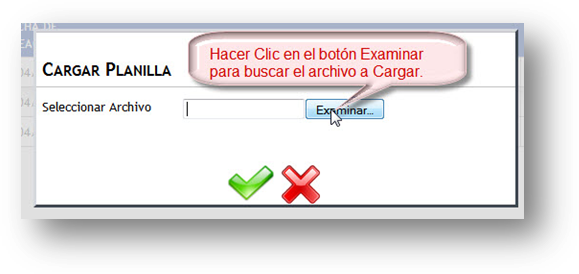 Hacer Clic en el botón Examinar
para buscar el archivo a Cargar.
CARGAR PLANILLA
Seleccionar Archivo
Examinar...